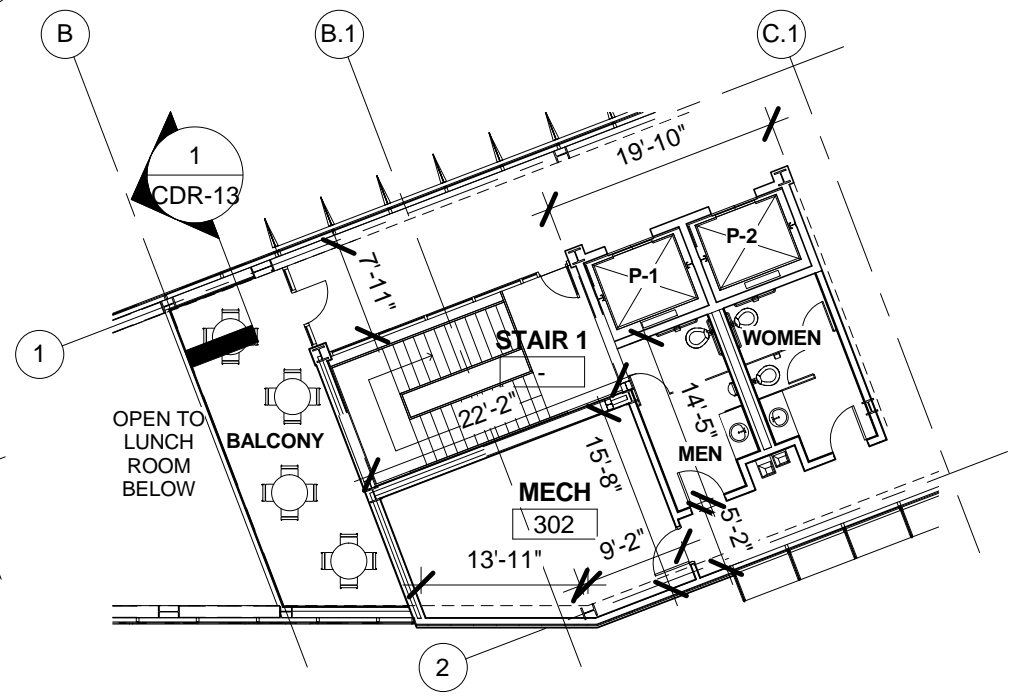 B
B.1
C.1
1
CDR-13
19'-10"
P-2
P-1
7'-11"
1
STAIR 1
-
WOMEN
22'-2"
14'-5"
OPEN TO
LUNCH
ROOM
BELOW
BALCONY
MEN
15'-8"
MECH
302
5'-2"
9'-2"
13'-11"
2